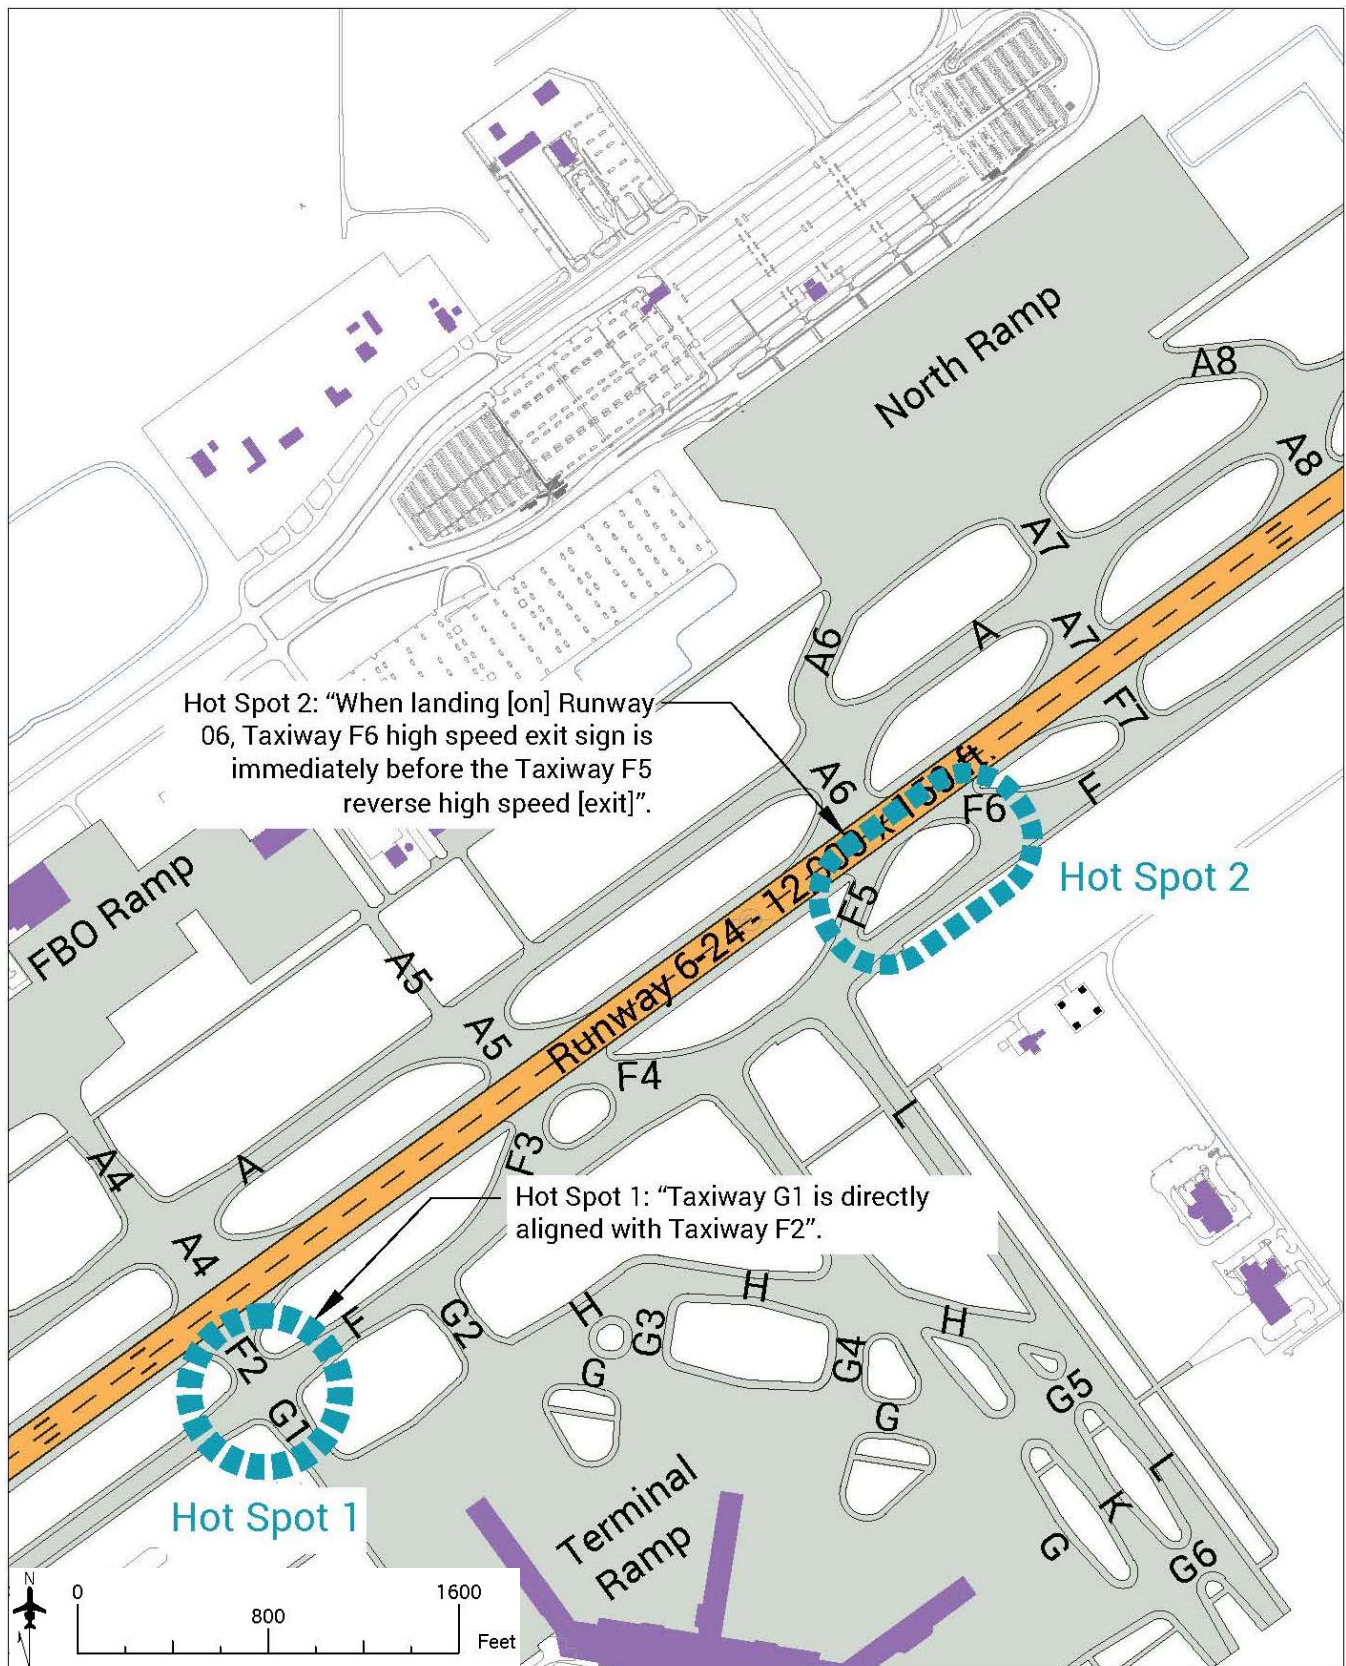 North Ramp
A8
A8
A7
A7
A
A6
A6
F7
F
F6
F5
Hot Spot 2: “When landing [on] Runway
06, Taxiway F6 high speed exit sign is
immediately before the Taxiway F5
reverse high speed [exit]”.
Hot Spot 2
Runway 6-24 - 12,000 x 150 ft.
FBO Ramp
A5
A5
F4
F3
L
A4
A
A4
Hot Spot 1: “Taxiway G1 is directly
aligned with Taxiway F2”.
F
F2
G1
G2
H
H
H
G3
G4
G
G
G5
L
K
G
G6
Hot Spot 1
Terminal
Ramp
N
0
800
1600
Feet